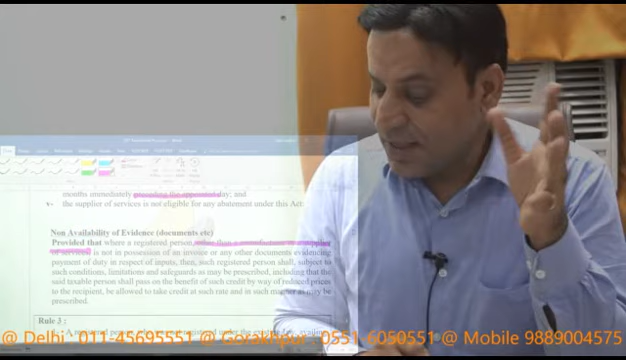 months immediately preceding the appointed day; and
v- the supplier of services is not eligible for any abatement under this Act:
Non Availability of Evidence (documents etc)
Provided that where a registered person, other than a manufacturer or a supplier
of services, is not in possession of an invoice or any other documents evidencing
payment of duty in respect of inputs, then, such registered person shall, subject to
such conditions, limitations and safeguards as may be prescribed, including that the
said taxable person shall pass on the benefit of such credit by way of reduced prices
to the recipient, be allowed to take credit at such rate and in such manner as may be
prescribed.
Rule 3 :
A registered person
@ Delhi : 011-45695551 @ Gorakhpur : 0551 6050551 @ Mobile 9889004575